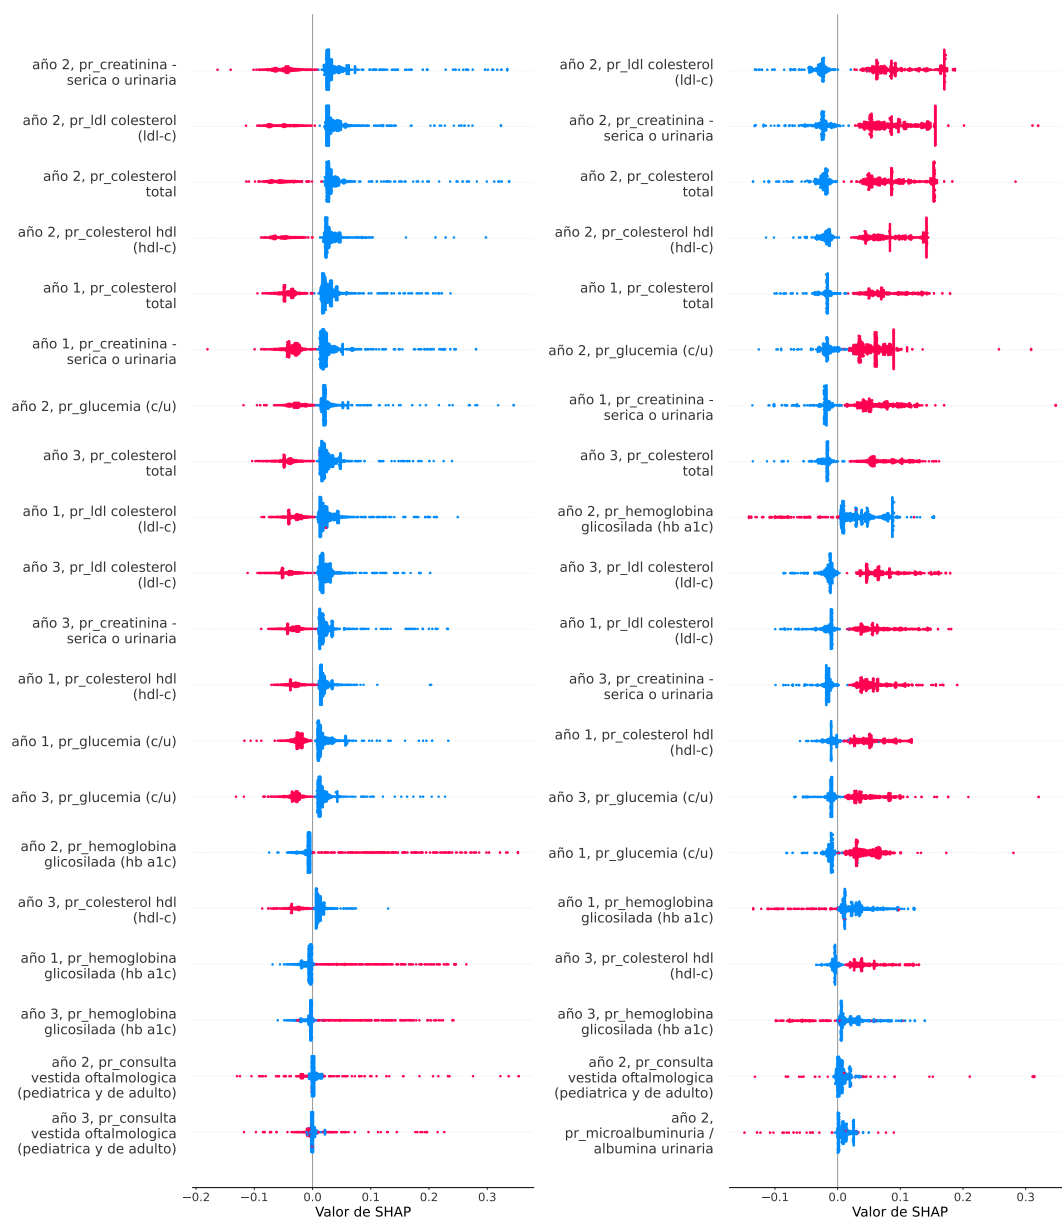 año 2, pr_creatinina -
serica o urinaria
año 2, pr_ldl colesterol
(ldl-c)
año 2, pr_colesterol
total
año 2, pr_colesterol hdl
(hdl-c)
año 1, pr_colesterol
total
año 1, pr_creatinina -
serica o urinaria
año 2, pr_glucemia (c/u)
año 3, pr_colesterol
total
año 1, pr_ldl colesterol
(ldl-c)
año 3, pr_ldl colesterol
(ldl-c)
año 3, pr_creatinina -
serica o urinaria
año 1, pr_colesterol hdl
(hdl-c)
año 1, pr_glucemia (c/u)
año 3, pr_glucemia (c/u)
año 2, pr_hemoglobina
glicosilada (hb a1c)
año 3, pr_colesterol hdl
(hdl-c)
año 1, pr_hemoglobina
glicosilada (hb a1c)
año 3, pr_hemoglobina
glicosilada (hb a1c)
año 2, pr_consulta
vestida oftalmologica
(pediatrica y de adulto)
año 3, pr_consulta
vestida oftalmologica
(pediatrica y de adulto)
−0.2 −0.1 0.0 0.1 0.2 0.3
Valor de SHAP
año 2, pr_ldl colesterol
(ldl-c)
año 2, pr_creatinina -
serica o urinaria
año 2, pr_colesterol
total
año 2, pr_colesterol hdl
(hdl-c)
año 1, pr_colesterol
total
año 2, pr_glucemia (c/u)
año 1, pr_creatinina -
serica o urinaria
año 3, pr_colesterol
total
año 2, pr_hemoglobina
glicosilada (hb a1c)
año 3, pr_ldl colesterol
(ldl-c)
año 1, pr_ldl colesterol
(ldl-c)
año 3, pr_creatinina -
serica o urinaria
año 1, pr_colesterol hdl
(hdl-c)
año 3, pr_glucemia (c/u)
año 1, pr_glucemia (c/u)
año 1, pr_hemoglobina
glicosilada (hb a1c)
año 3, pr_colesterol hdl
(hdl-c)
año 3, pr_hemoglobina
glicosilada (hb a1c)
año 2, pr_consulta
vestida oftalmologica
(pediatrica y de adulto)
año 2,
pr_microalbuminuria /
albumina urinaria
−0.1 0.0 0.1 0.2 0.3
Valor de SHAP